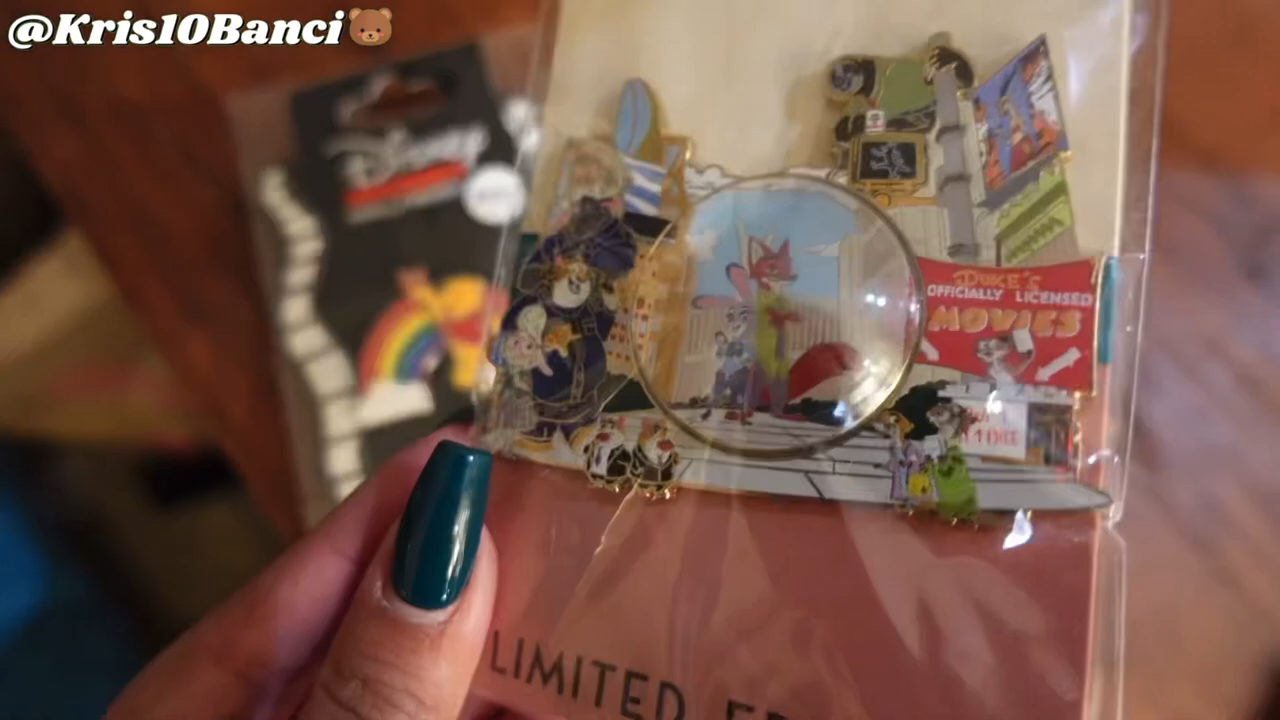 @Kris10Banci🐻
Disney
DUKE'S
OFFICIALLY LICENSED
MOVIES
LIMITED